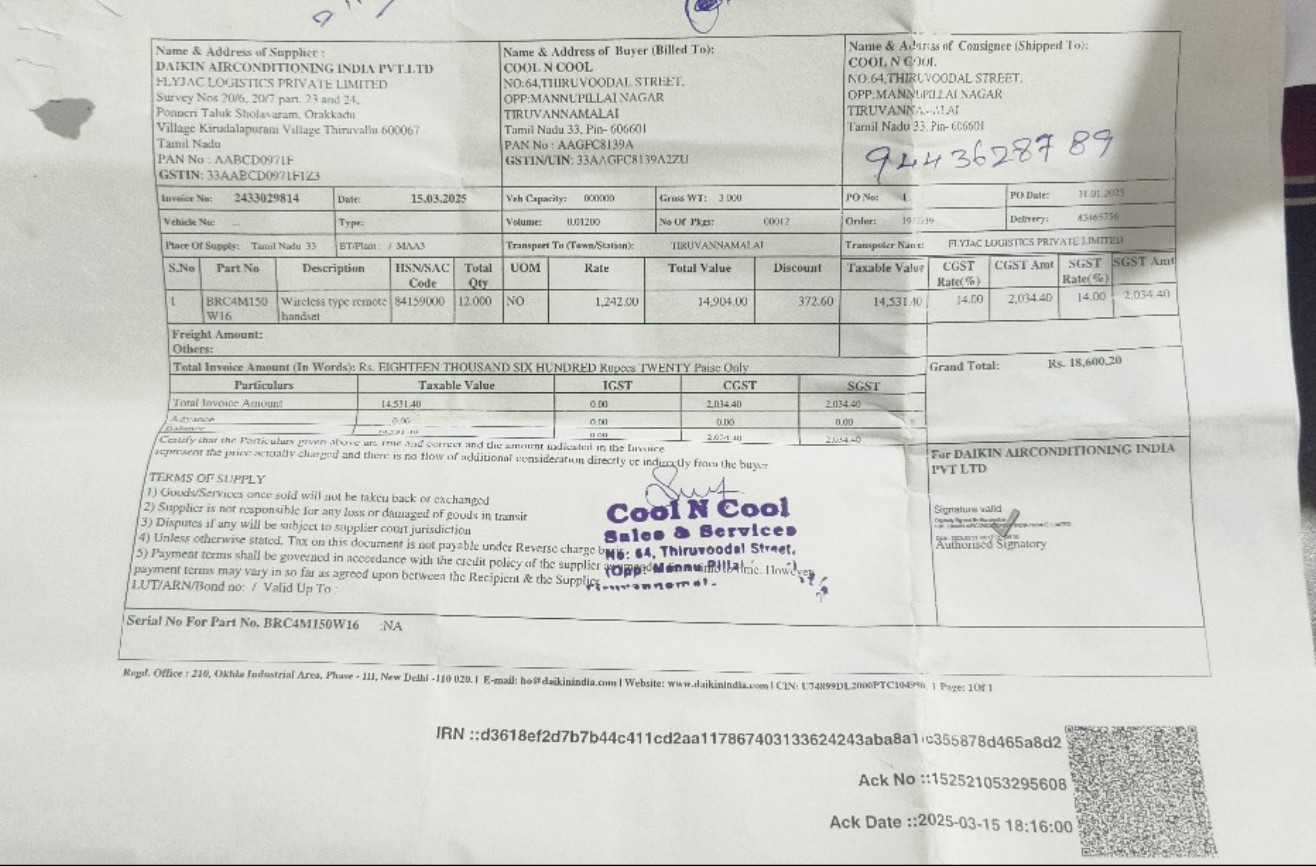 Name & Address of Supplier :
DAIKIN AIRCONDITIONING INDIA PVT.LTD
FLYJAC LOGISTICS PRIVATE LIMITED
Survey Nos 20/6, 20/7 part, 23 and 24,
Ponneri Taluk Sholavaram, Orakkadu
Village Kirudalapuram Village Thiruvallu 600067
Tamil Nadu
PAN No : AABCD0971F
GSTIN: 33AABCD0971F1Z3
Name & Address of Buyer (Billed To):
COOL N COOL
NO:64,THIRUVOODAL STREET,
OPP:MANNUPILLAI NAGAR
TIRUVANNAMALAI
Tamil Nadu 33, Pin- 606601
PAN No : AAGFC8139A
GSTIN/UIN: 33AAGFC8139A2ZU
Name & Address of Consignee (Shipped To):
COOL N COOL
NO:64,THIRUVOODAL STREET,
OPP:MANNUPILLAI NAGAR
TIRUVANNAMALAI
Tamil Nadu 33, Pin- 606601
9443628789
Invoice No: 2433029814 Date: 15.03.2025 Veh Capacity: 000000 Gross WT: 3.000 PO No: 1 PO Date: 31.01.2025
Vehicle No: Type: Volume: 0.01200 No Of Pkgs: 00012 Order: Delivery: 83465756
Place Of Supply: Tamil Nadu 33 BT/Plant: / MAA3 Transport To (Town/Station): TIRUVANNAMALAI Transpoter Name: FLYJAC LOGISTICS PRIVATE LIMITED
S.No Part No Description HSN/SAC Code Total Qty UOM Rate Total Value Discount Taxable Value CGST Rate(%) CGST Amt SGST Rate(%) SGST Amt
1 BRC4M150W16 Wireless type remote handset 84159000 12.000 NO 1,242.00 14,904.00 372.60 14,531.40 14.00 2,034.40 14.00 2,034.40
Freight Amount:
Others:
Total Invoice Amount (In Words): Rs. EIGHTEEN THOUSAND SIX HUNDRED Rupees TWENTY Paise Only
Grand Total: Rs. 18,600.20
Particulars Taxable Value IGST CGST SGST
Total Invoice Amount 14,531.40 0.00 2,034.40 2,034.40
Advance 0.00 0.00 0.00 0.00
Balance 14,531.40 0.00 2,034.40 2,034.40
Certify that the Particulars given above are true and correct and the amount indicated in the Invoice
represent the price actually charged and there is no flow of additional consideration directly or indirectly from the buyer
TERMS OF SUPPLY
1) Goods/Services once sold will not be taken back or exchanged
2) Supplier is not responsible for any loss or damaged of goods in transit
3) Disputes if any will be subject to supplier court jurisdiction
4) Unless otherwise stated, Tax on this document is not payable under Reverse charge
5) Payment terms shall be governed in accordance with the credit policy of the supplier time. However,
payment terms may vary in so far as agreed upon between the Recipient & the Supplier
LUT/ARN/Bond no: / Valid Up To :
Cool N Cool
Sales & Services
No: 64, Thiruvoodal Street,
(Opp: Mannu Pillai
For DAIKIN AIRCONDITIONING INDIA
PVT LTD
Signature valid
Authorised Signatory
Serial No For Part No. BRC4M150W16 :NA
Regd. Office : 210, Okhla Industrial Area, Phase - III, New Delhi -110 020. | E-mail: ho@daikinindia.com | Website: www.daikinindia.com | CIN: | Page: 1Of 1
IRN ::
Ack No ::152521053295608
Ack Date ::2025-03-15 18:16:00